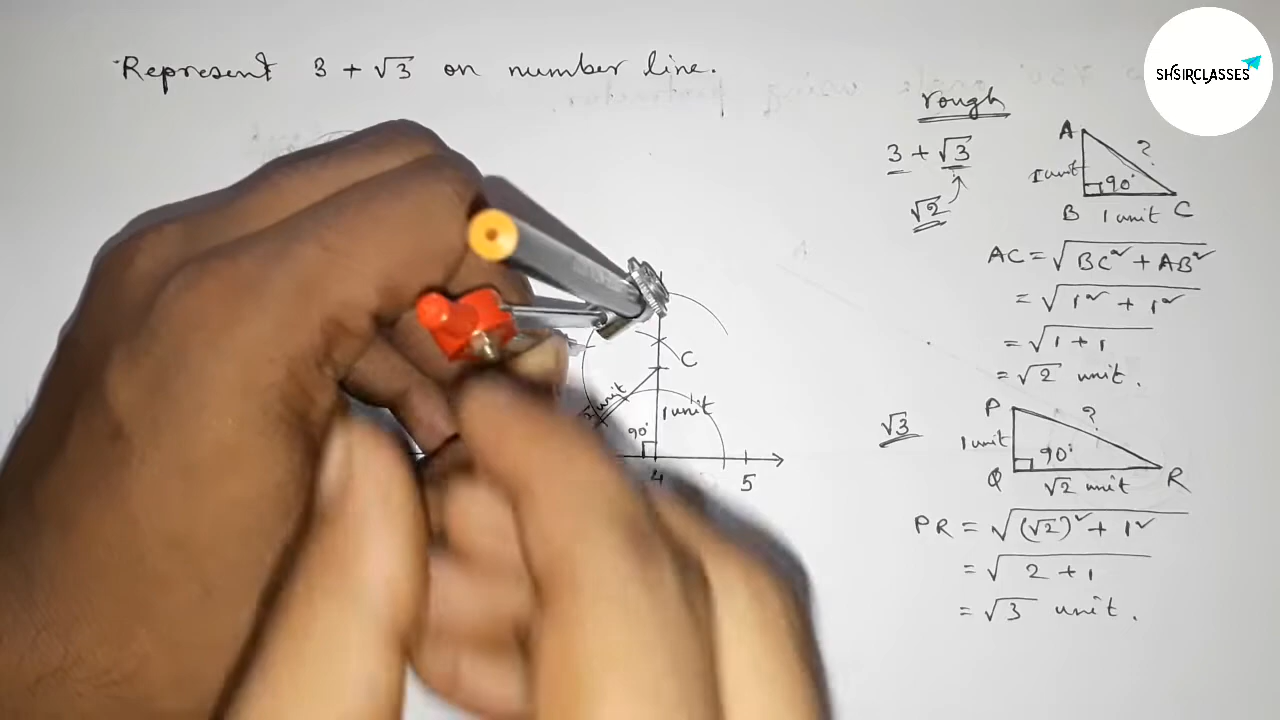 Represent 3 + √3 on number line.
SHSIRCLASSES
rough
3 + √3
√2
A
?
1 unit
90°
B 1 unit C
AC = √BC² + AB²
= √1² + 1²
= √1 + 1
= √2 unit.
√3
P
?
1 unit
90°
Q √2 unit R
PR = √(√2)² + 1²
= √2 + 1
= √3 unit.
C
√2 unit
1 unit
90°
4 5